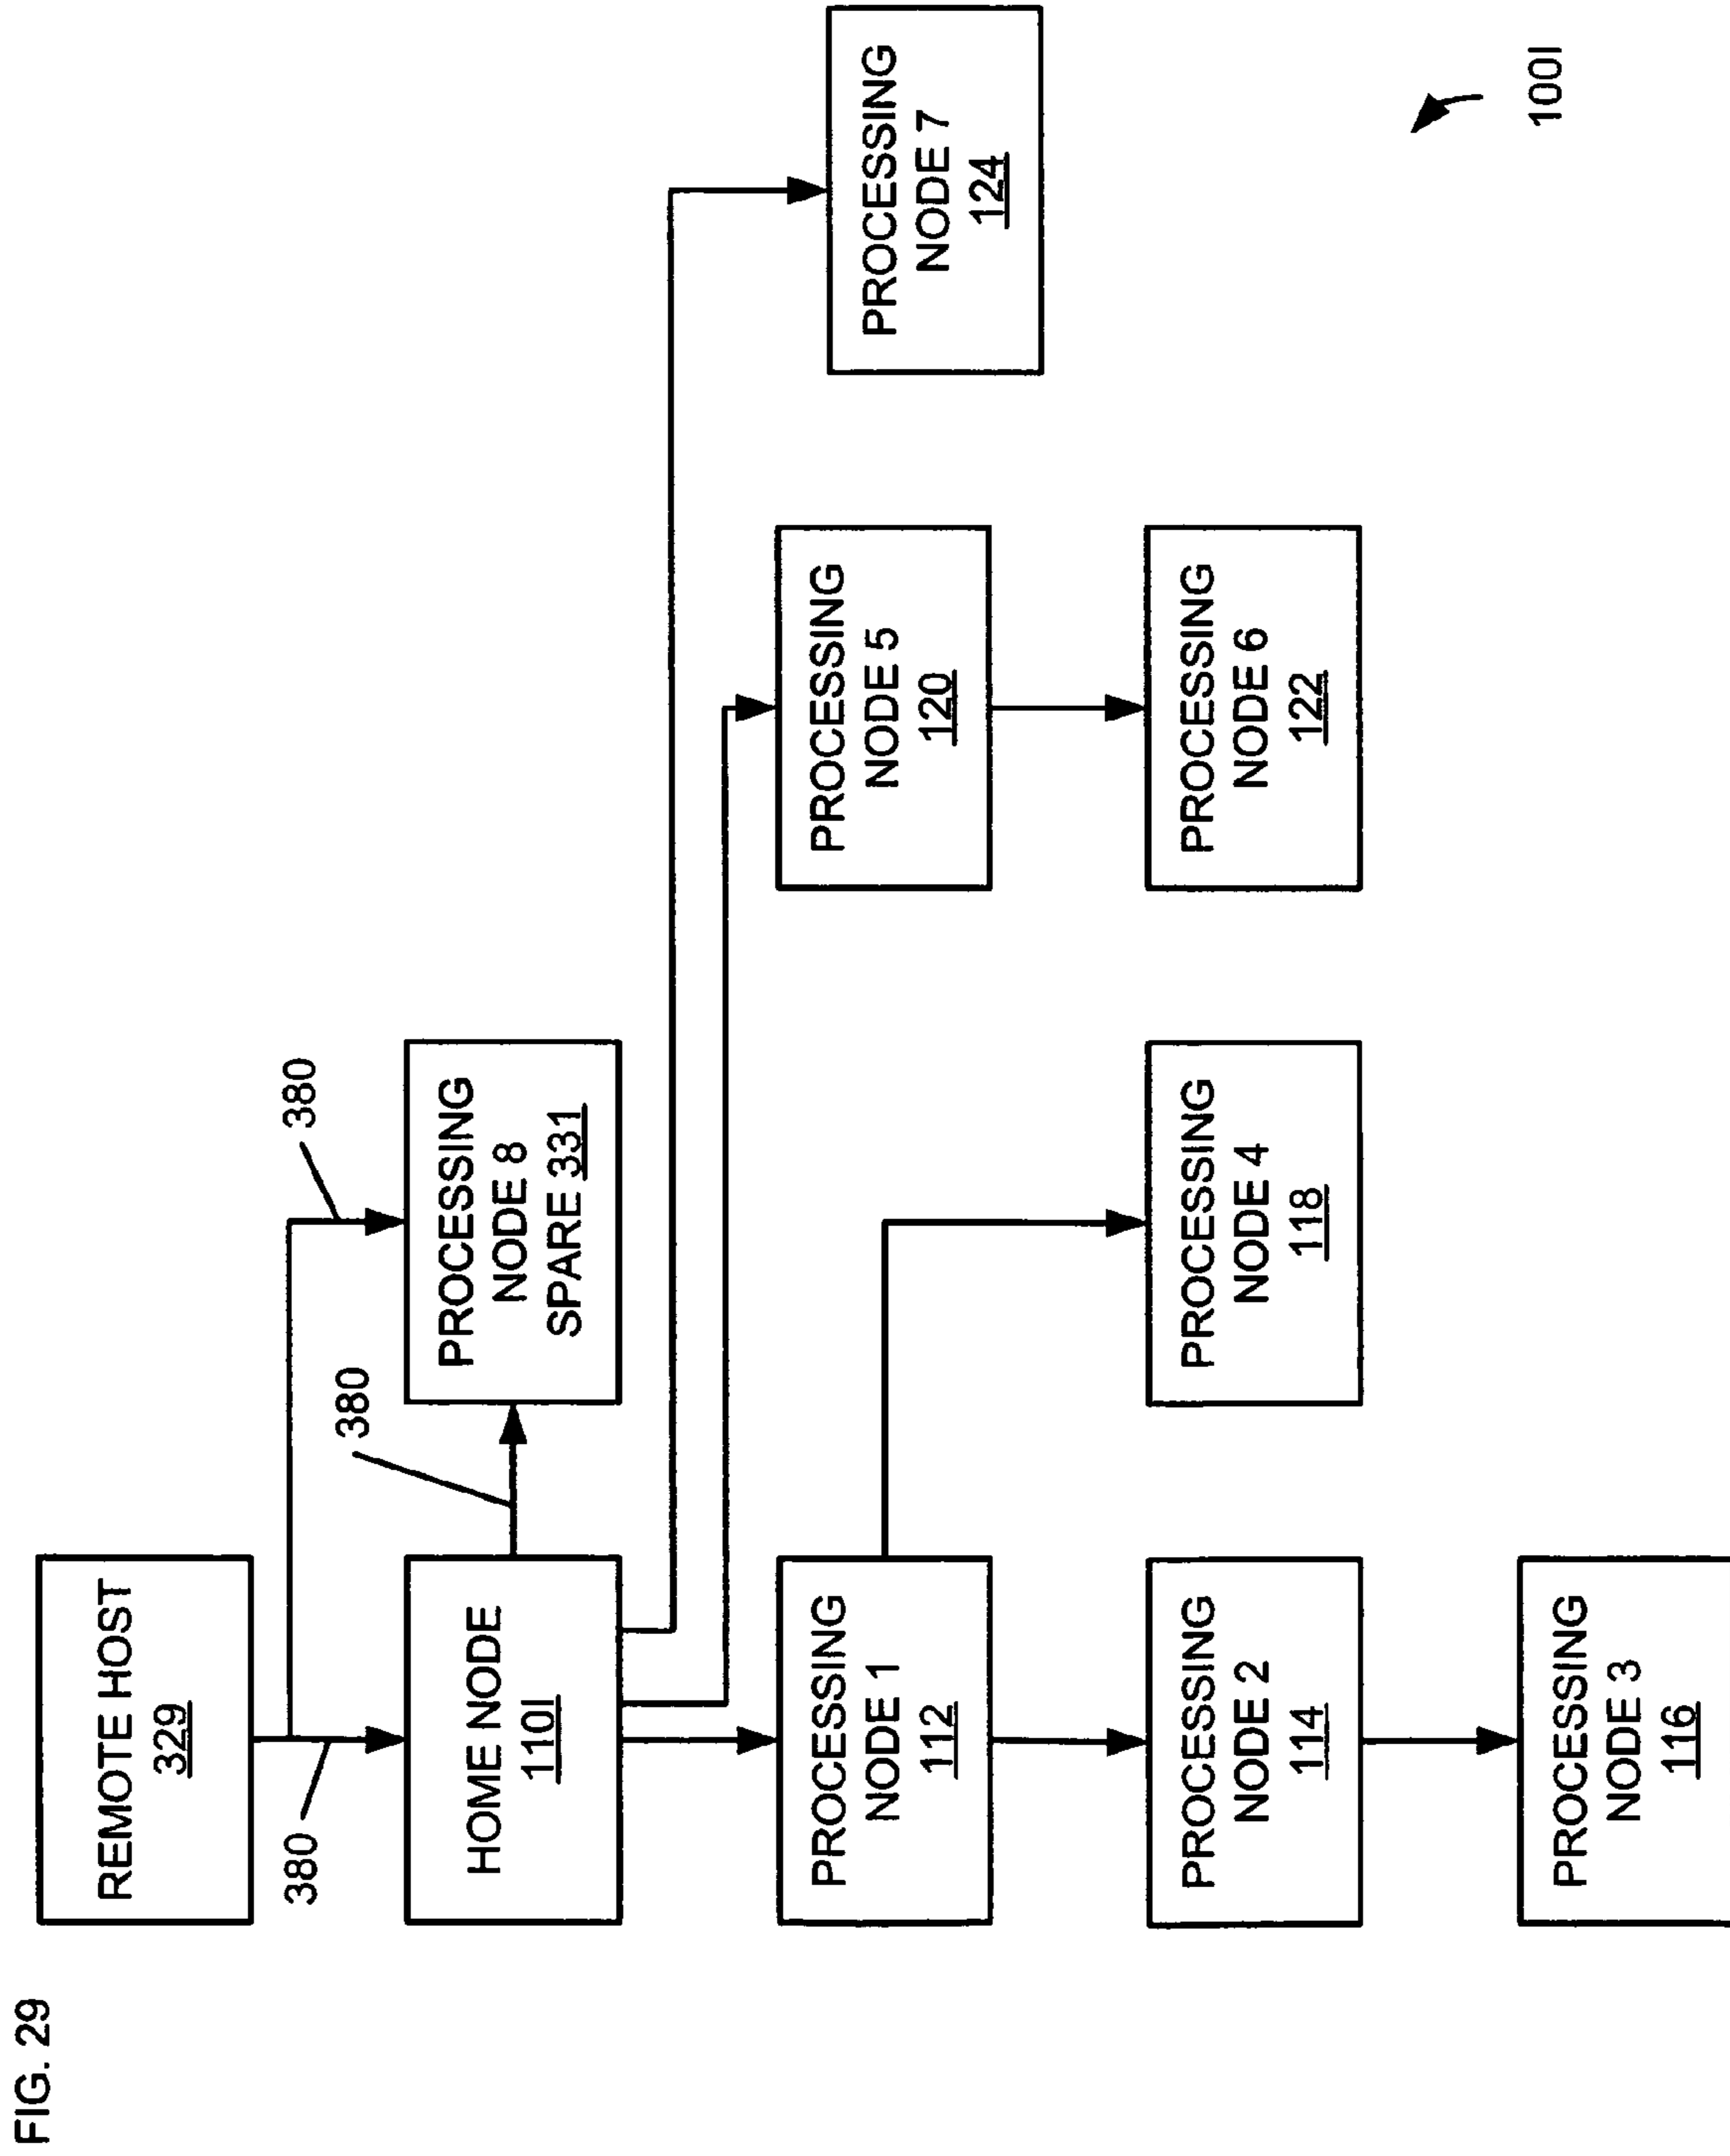 FIG. 29
REMOTE HOST
329
380
380
HOME NODE
110I
380
PROCESSING
NODE 8
SPARE 331
PROCESSING
NODE 1
112
PROCESSING
NODE 5
120
PROCESSING
NODE 7
124
PROCESSING
NODE 2
114
PROCESSING
NODE 4
118
PROCESSING
NODE 6
122
PROCESSING
NODE 3
116
100I